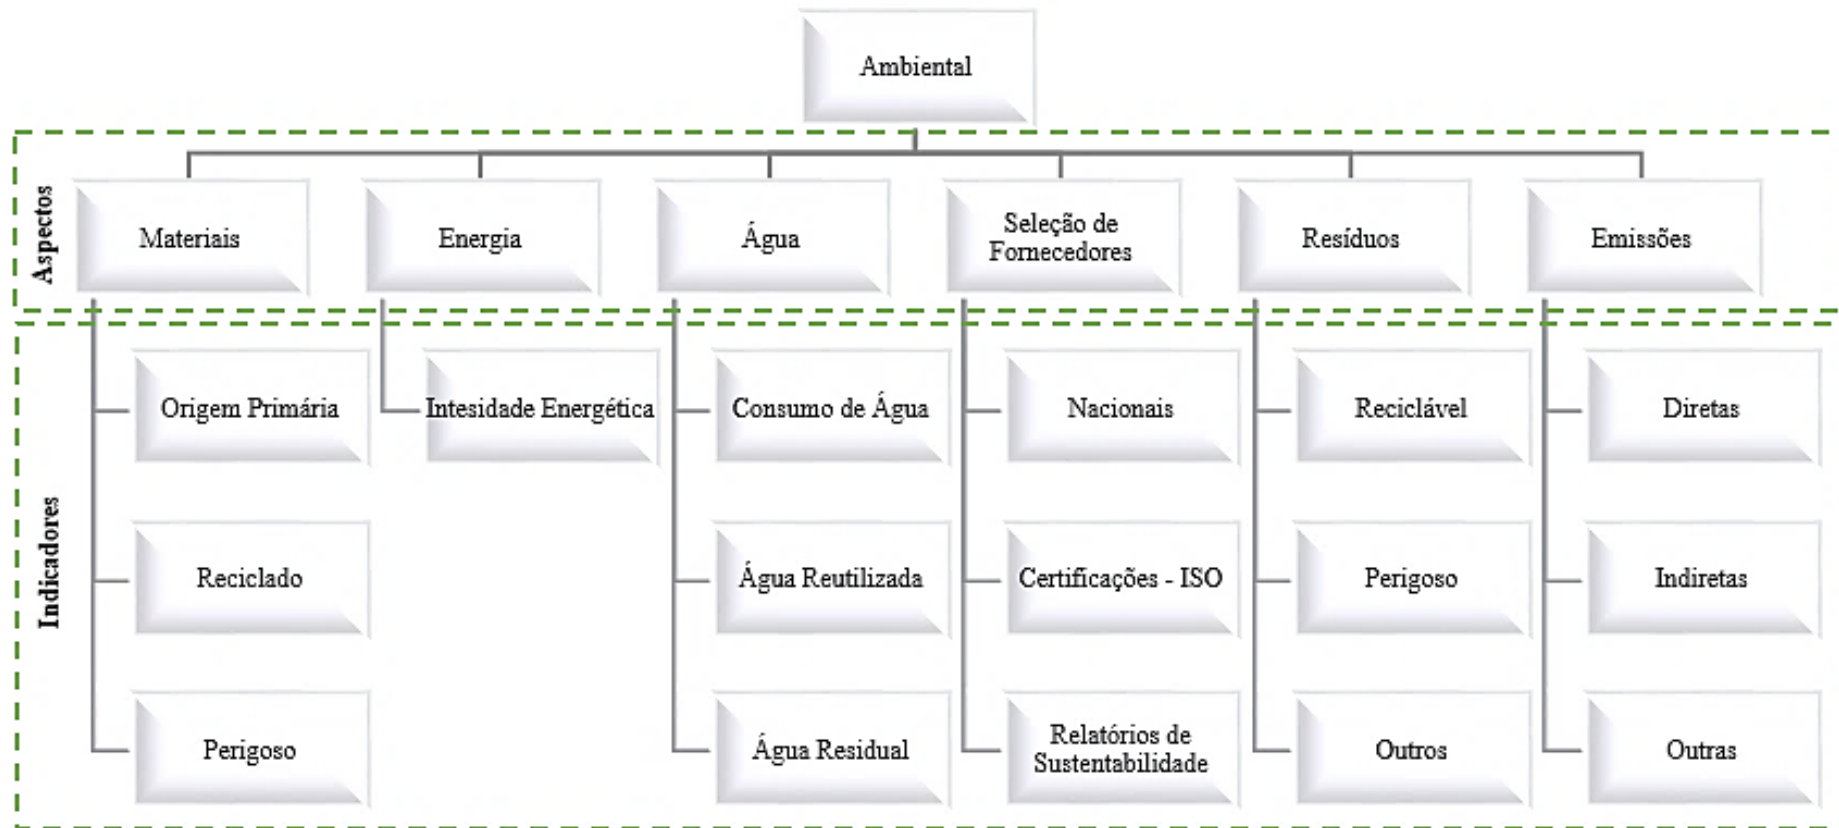 Ambiental
Aspectos
Materiais
Energia
Água
Seleção de
Fornecedores
Resíduos
Emissões
Indicadores
Origem Primária
Intesidade Energética
Consumo de Água
Nacionais
Reciclável
Diretas
Reciclado
Água Reutilizada
Certificações - ISO
Perigoso
Indiretas
Perigoso
Água Residual
Relatórios de
Sustentabilidade
Outros
Outras